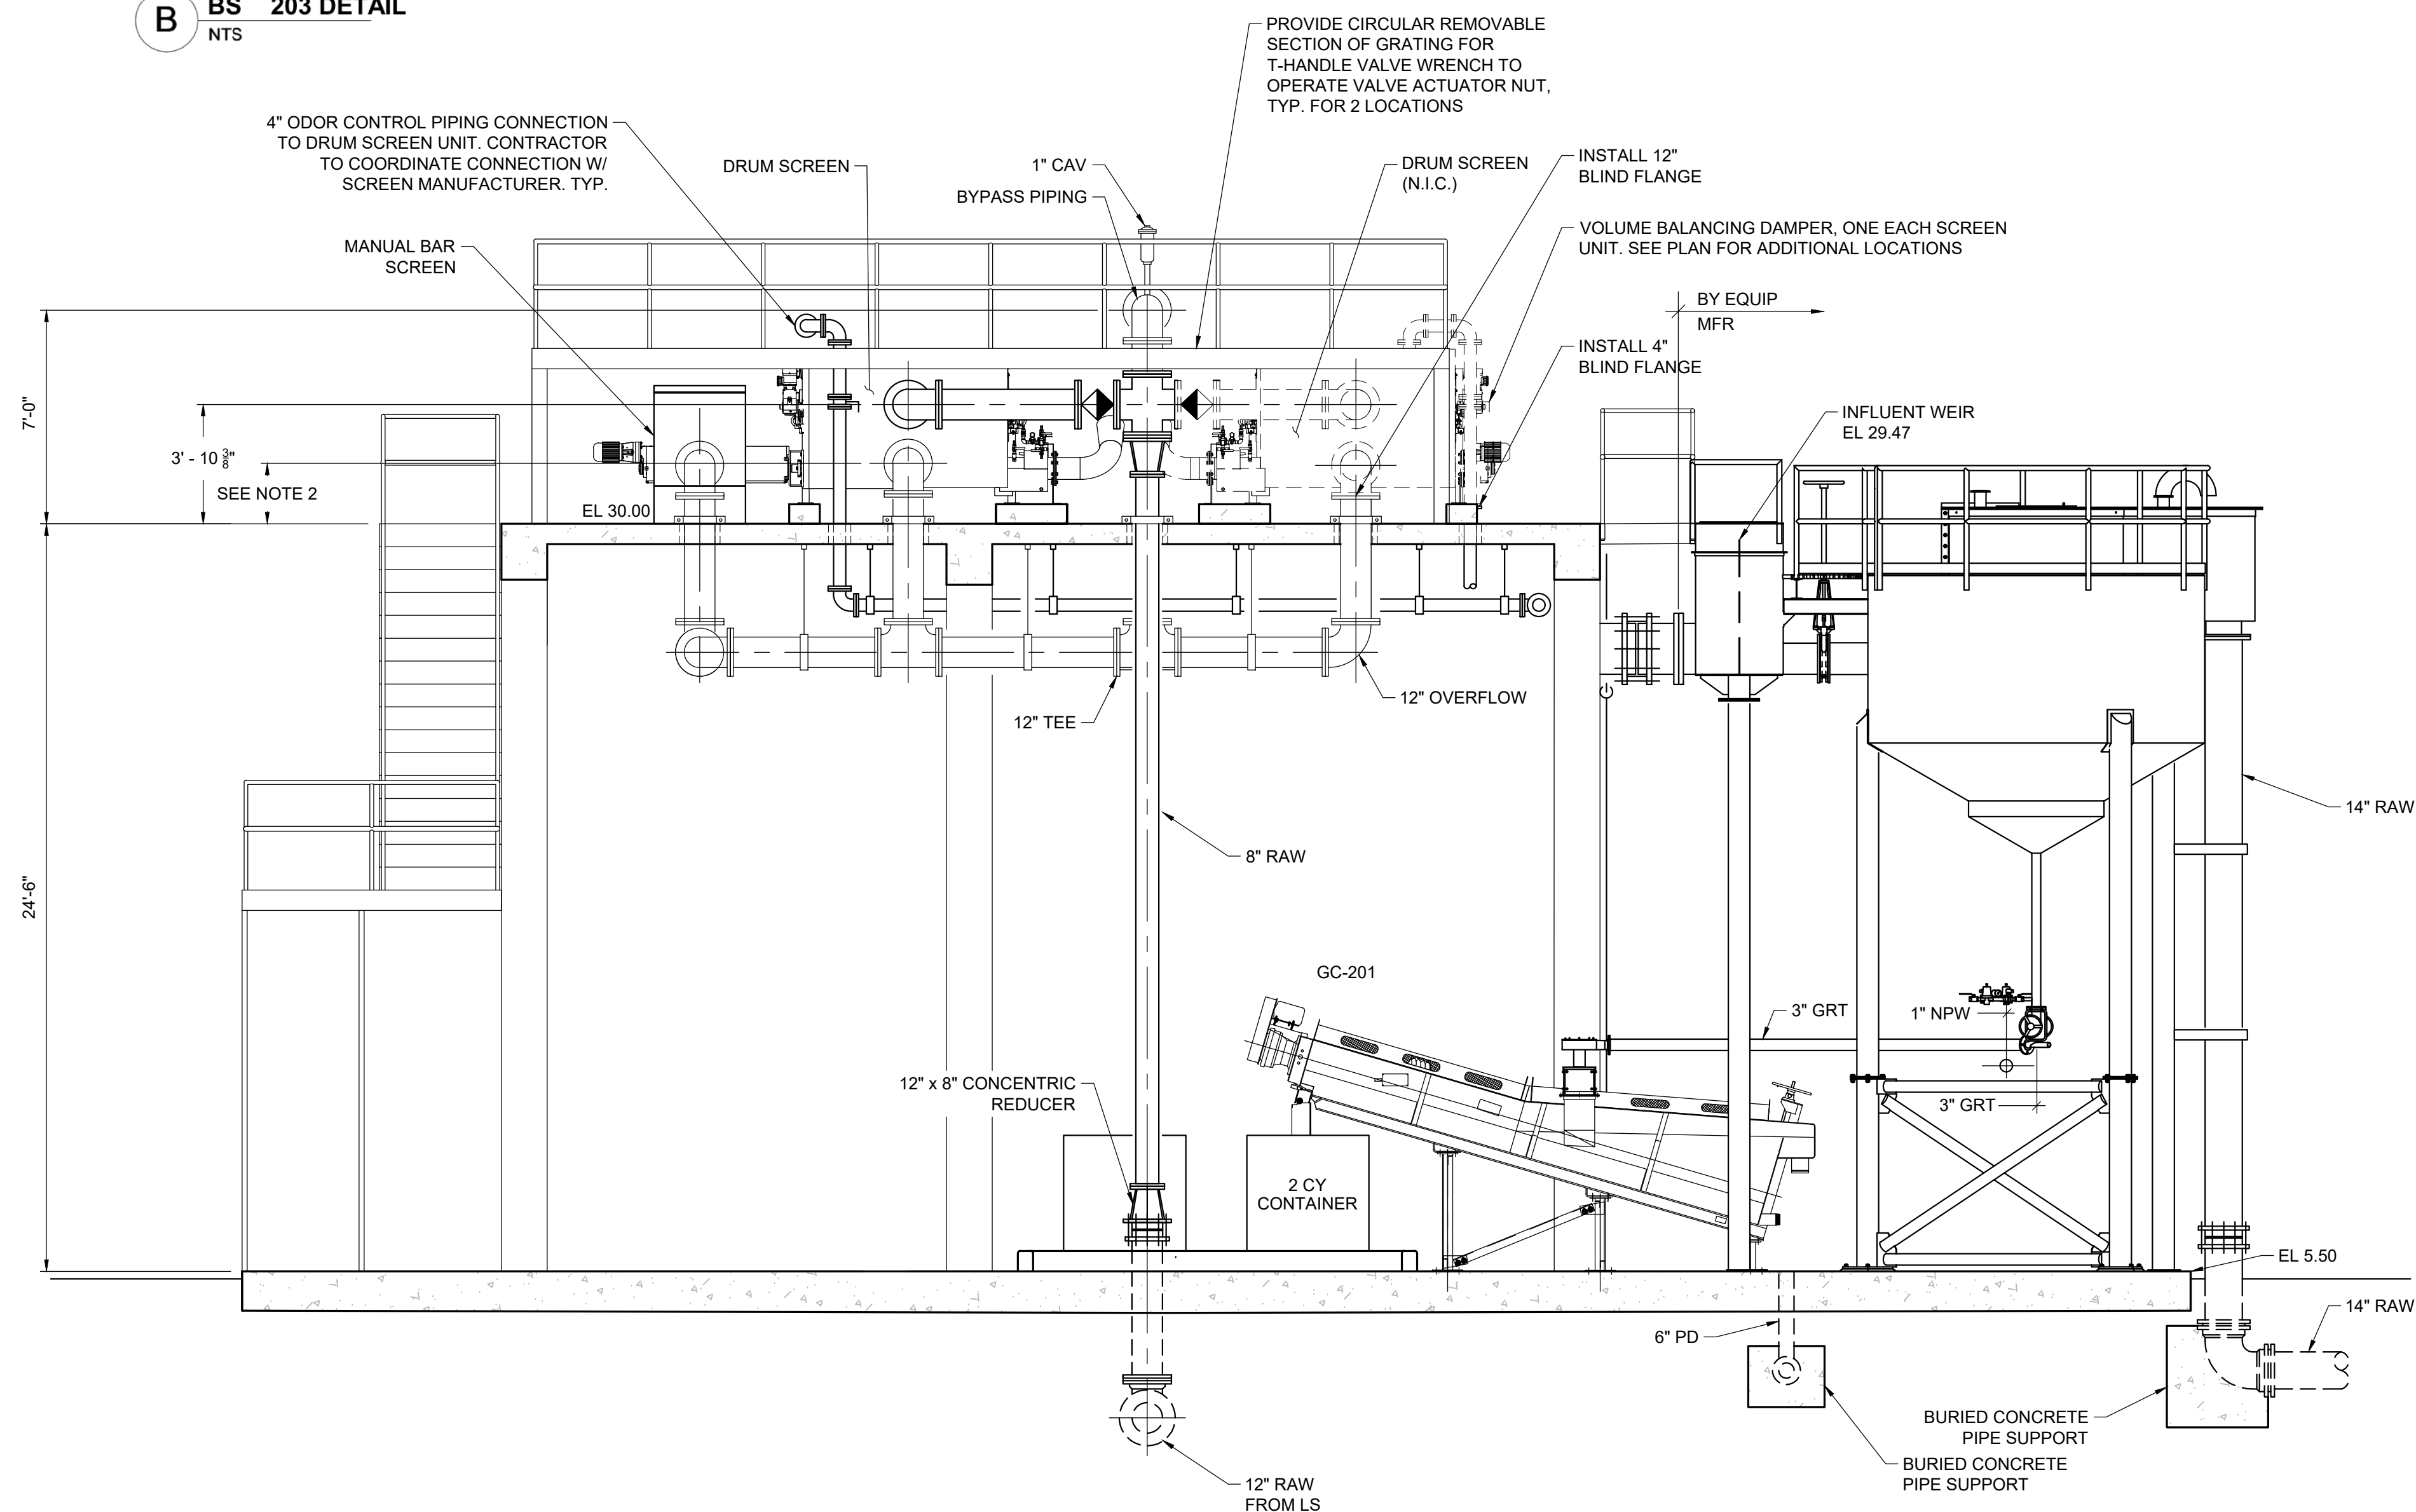 B
BS 203 DETAIL
NTS
PROVIDE CIRCULAR REMOVABLE
SECTION OF GRATING FOR
T-HANDLE VALVE WRENCH TO
OPERATE VALVE ACTUATOR NUT,
TYP. FOR 2 LOCATIONS
4" ODOR CONTROL PIPING CONNECTION
TO DRUM SCREEN UNIT. CONTRACTOR
TO COORDINATE CONNECTION W/
SCREEN MANUFACTURER. TYP.
DRUM SCREEN
1" CAV
BYPASS PIPING
DRUM SCREEN
(N.I.C.)
INSTALL 12"
BLIND FLANGE
VOLUME BALANCING DAMPER, ONE EACH SCREEN
UNIT. SEE PLAN FOR ADDITIONAL LOCATIONS
MANUAL BAR
SCREEN
BY EQUIP
MFR
INSTALL 4"
BLIND FLANGE
INFLUENT WEIR
EL 29.47
7'-0"
3' - 10 3/8"
SEE NOTE 2
EL 30.00
12" OVERFLOW
12" TEE
14" RAW
8" RAW
24'-6"
GC-201
3" GRT
1" NPW
12" x 8" CONCENTRIC
REDUCER
3" GRT
2 CY
CONTAINER
EL 5.50
14" RAW
6" PD
BURIED CONCRETE
PIPE SUPPORT
BURIED CONCRETE
PIPE SUPPORT
12" RAW
FROM LS